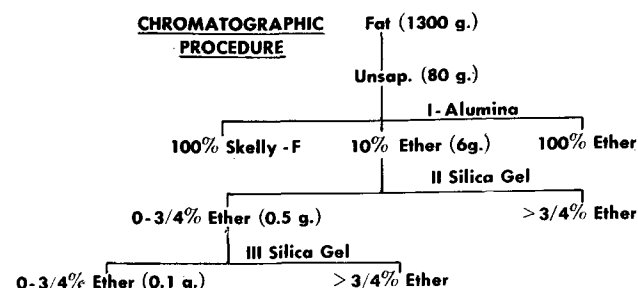 CHROMATOGRAPHIC
PROCEDURE
Fat (1300 g.)
Unsap. (80 g.)
I-Alumina
100% Skelly-F 10% Ether (6g.) 100% Ether
II Silica Gel
0-3/4% Ether (0.5 g.) >3/4% Ether
III Silica Gel
0-3/4% Ether (0.1 g.) >3/4% Ether